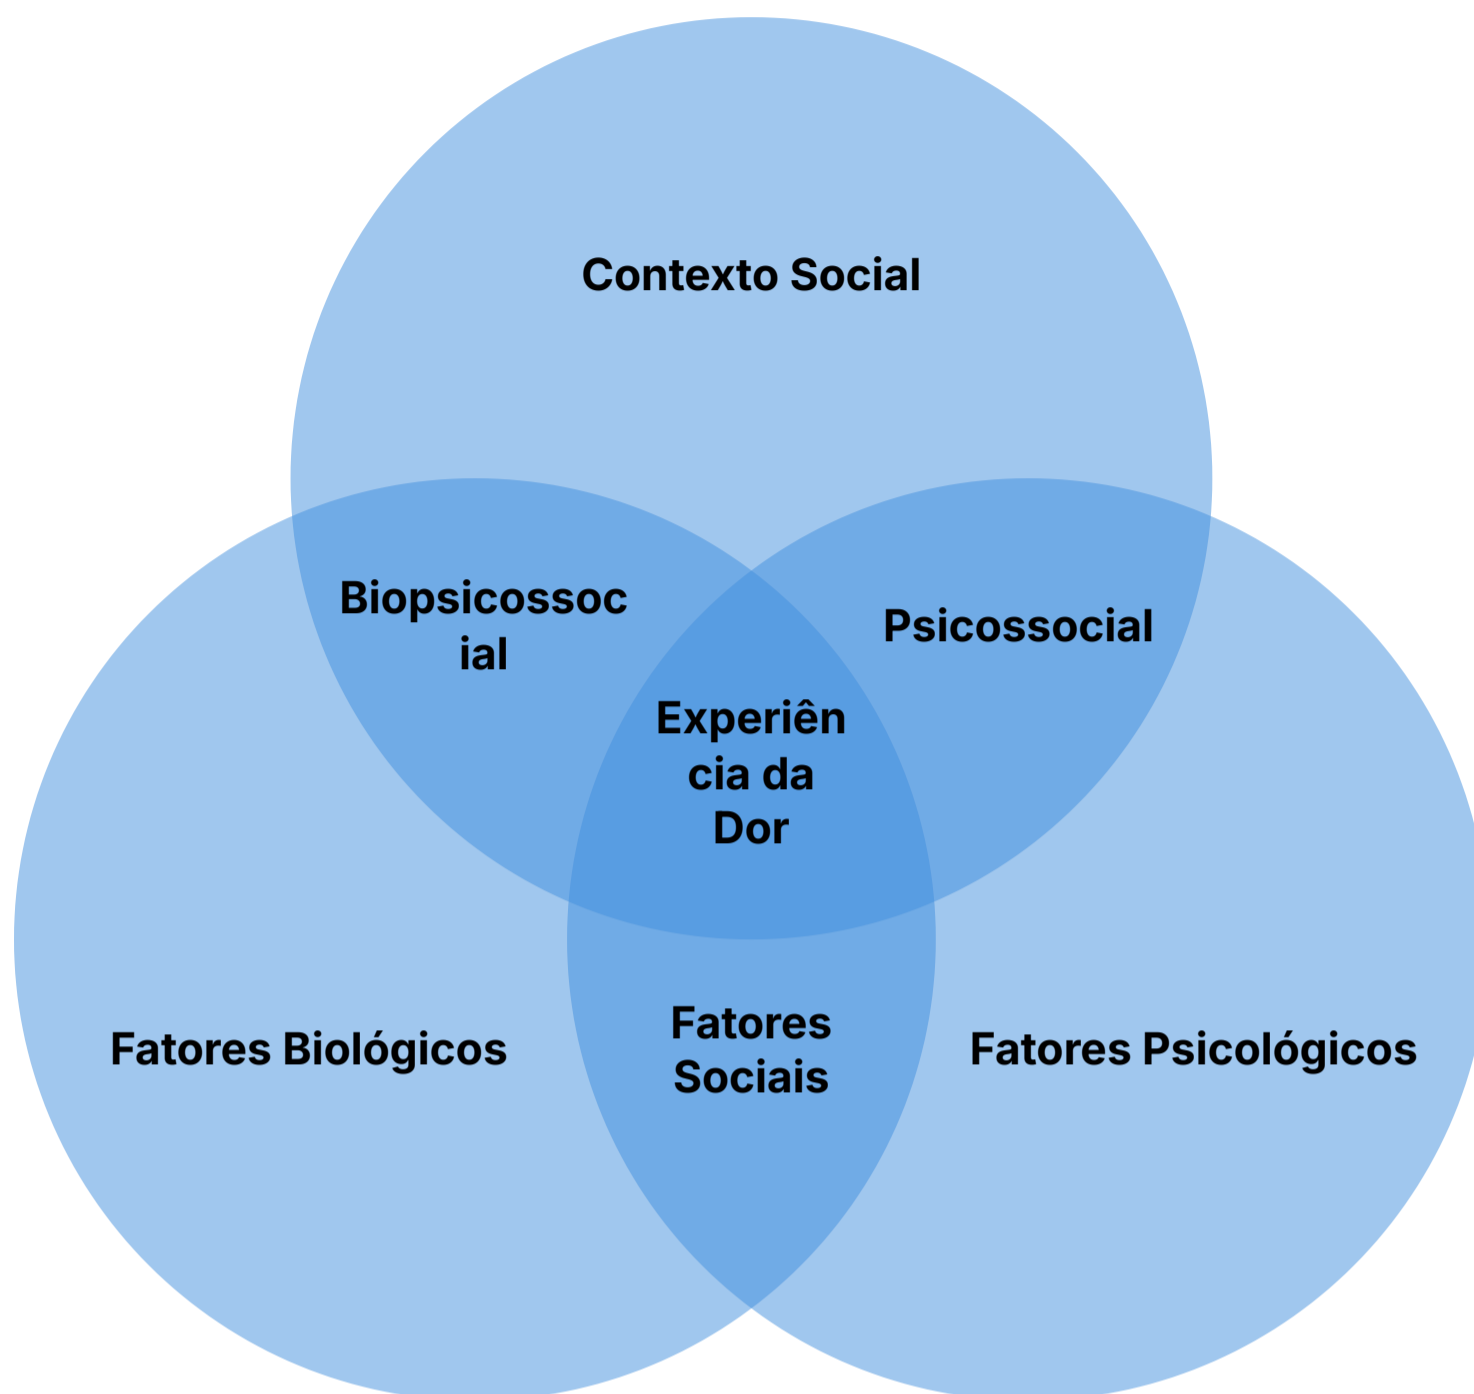 Contexto Social
Biopsicossoc
ial
Psicossocial
Experiên
cia da
Dor
Fatores Biológicos
Fatores
Sociais
Fatores Psicológicos